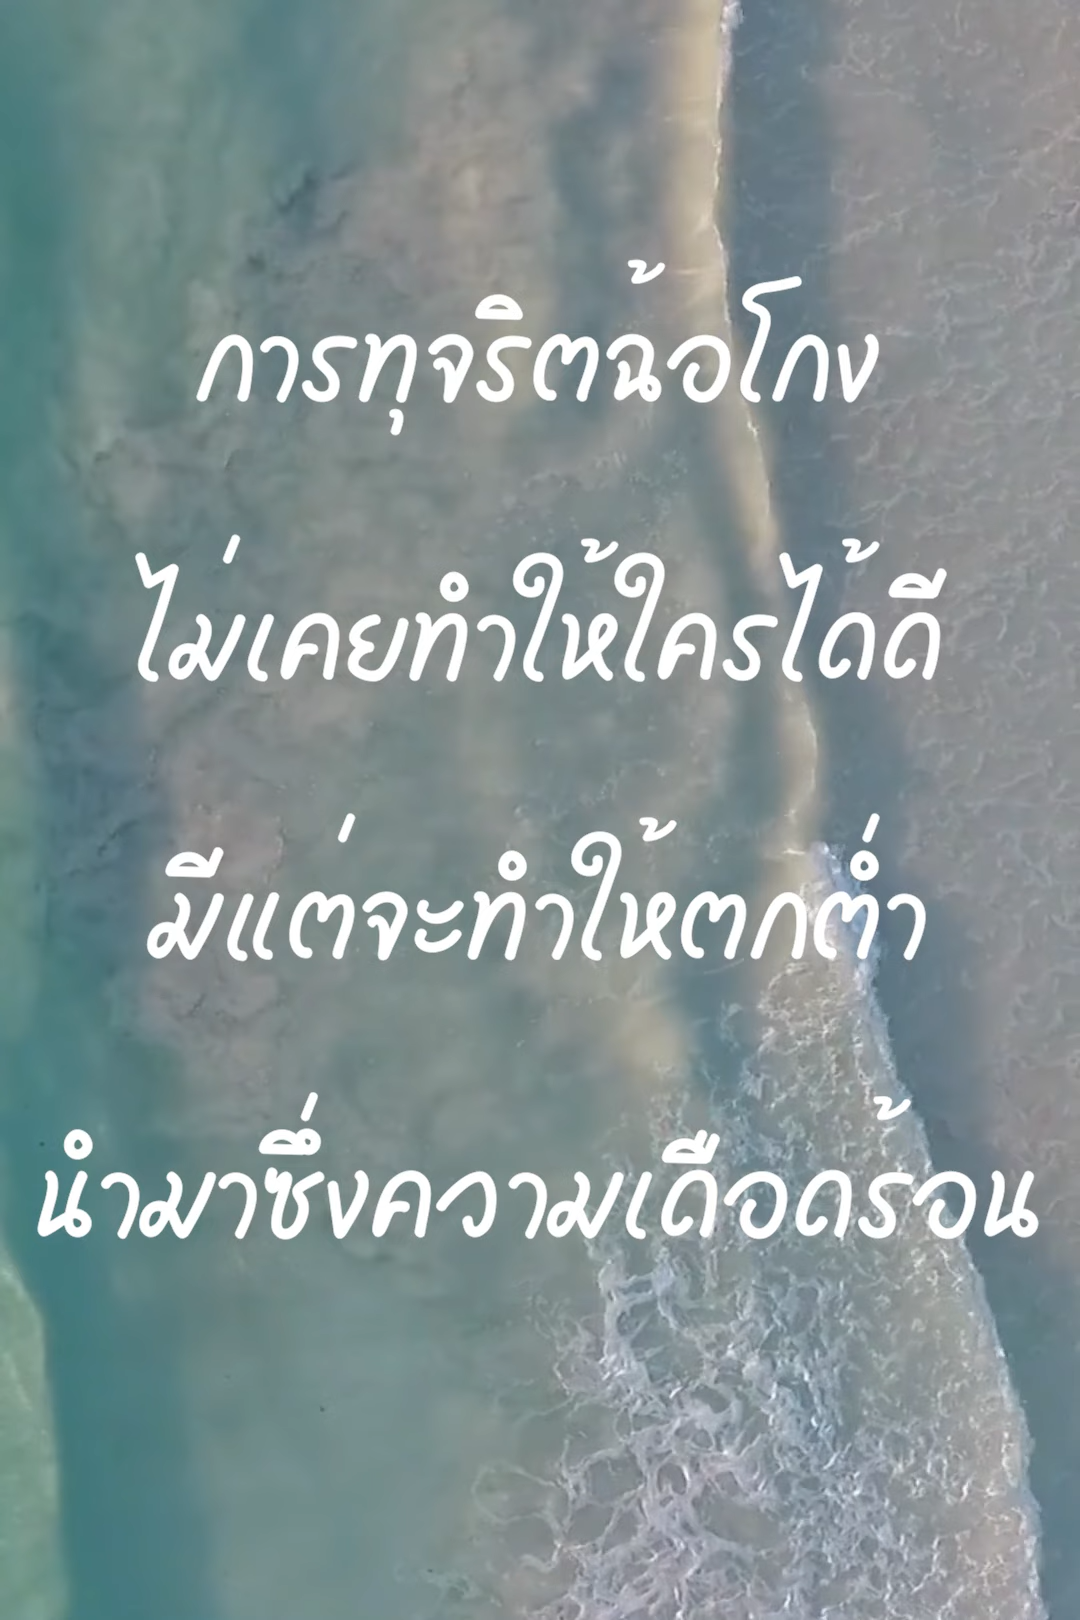 การทุจริตฉ้อโกง
ไม่เคยทำให้ใครได้ดี
มีแต่จะทำให้ตกต่ำ
นำมาซึ่งความเดือดร้อน